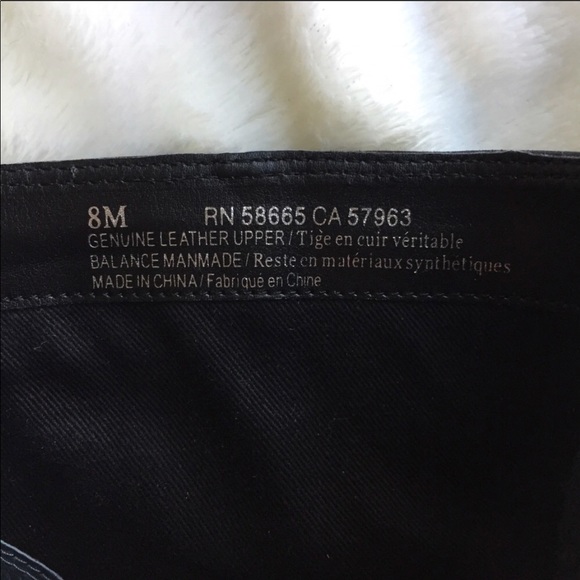 8M RN 58665 CA 57963
GENUINE LEATHER UPPER / Tige en cuir véritable
BALANCE MANMADE / Reste en matériaux synthétiques
MADE IN CHINA / Fabriqué en Chine